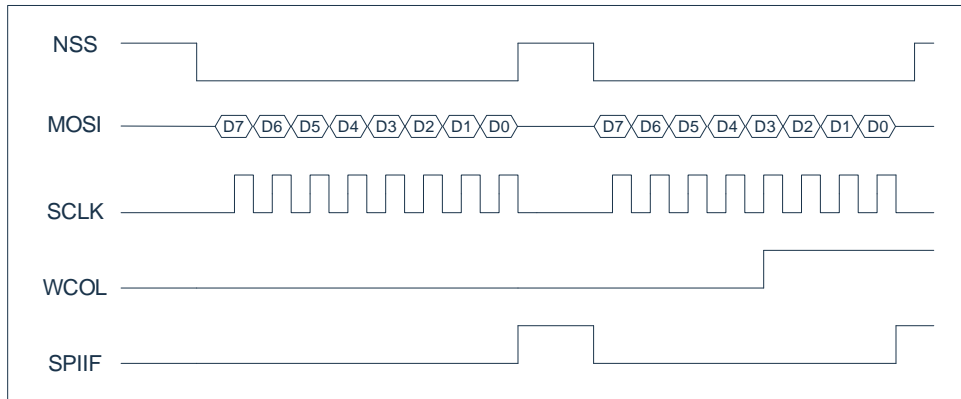 NSS
MOSI D7 D6 D5 D4 D3 D2 D1 D0 D7 D6 D5 D4 D3 D2 D1 D0
SCLK
WCOL
SPIIF